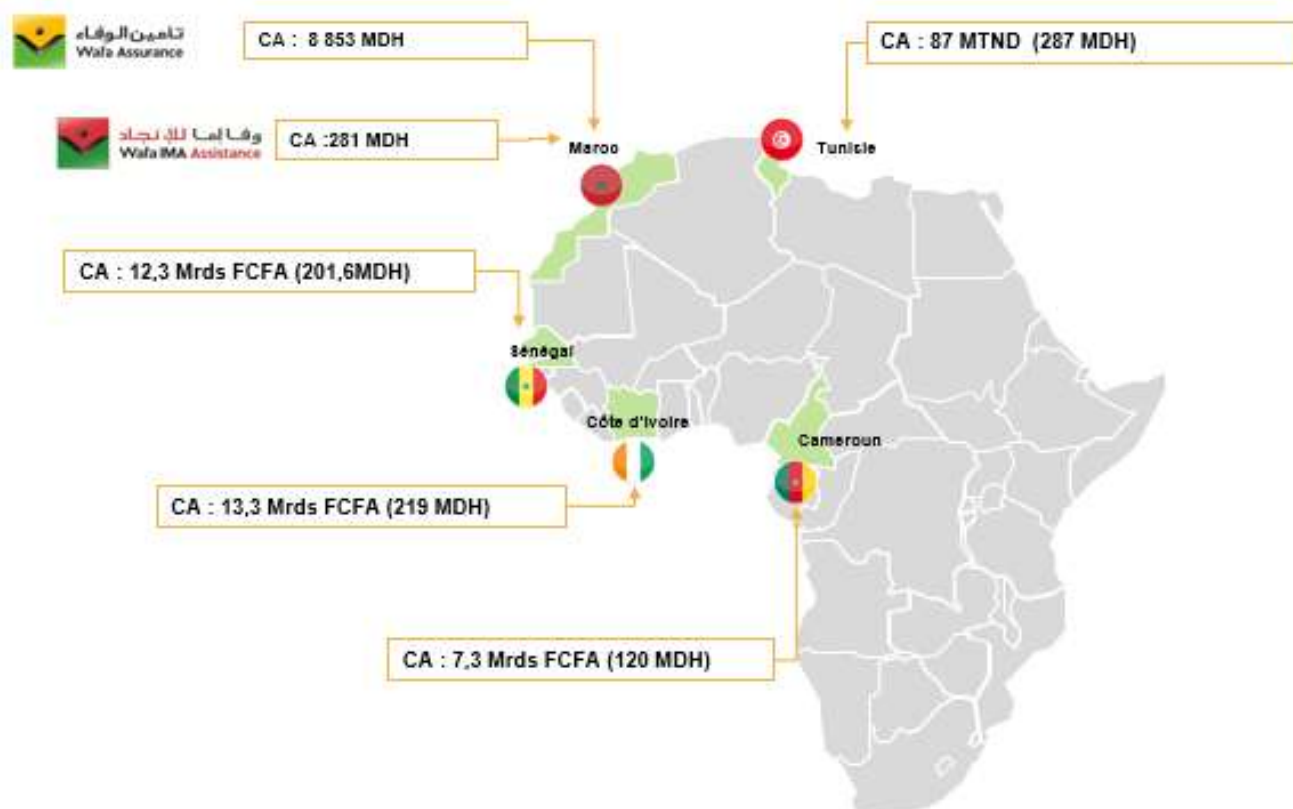 تامين الوفاء
Wafa Assurance
CA : 8 853 MDH
CA : 87 MTND (287 MDH)
وفا إيما للإنجاد
Wafa IMA Assistance
CA :281 MDH
Maroc
Tunisie
CA : 12,3 Mrds FCFA (201,6MDH)
Sénégal
Côte d'Ivoire
Cameroun
CA : 13,3 Mrds FCFA (219 MDH)
CA : 7,3 Mrds FCFA (120 MDH)